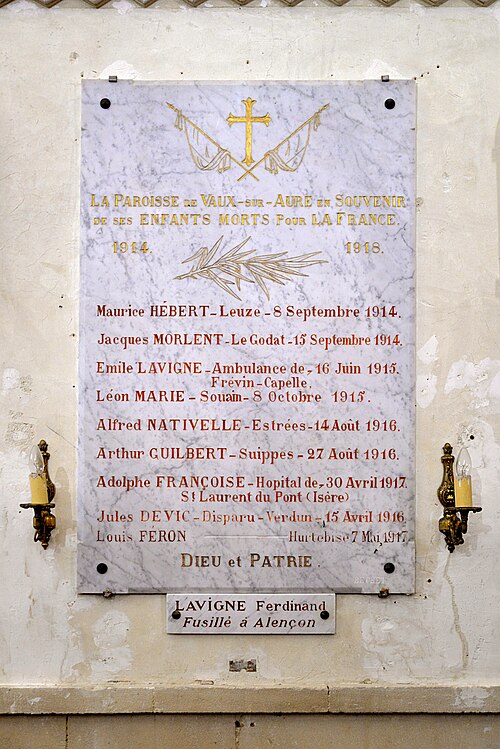 LA PAROISSE DE VAUX-SUR-AURE EN SOUVENIR
DE SES ENFANTS MORTS POUR LA FRANCE.
1914. 1918.
Maurice HÉBERT - Leuze - 8 Septembre 1914.
Jacques MORLENT - Le Godat - 15 Septembre 1914.
Emile LAVIGNE - Ambulance de - 16 Juin 1915.
Frévin-Capelle.
Léon MARIE - Souain - 8 Octobre 1915.
Alfred NATIVELLE - Estrées - 14 Août 1916.
Arthur GUILBERT - Suippes - 27 Août 1916.
Adolphe FRANÇOISE - Hopital de - 30 Avril 1917.
St Laurent du Pont (Isére)
Jules DEVIC - Disparu - Verdun - 15 Avril 1916
Louis FERON Hurtebise 7 Mai 1917
DIEU et PATRIE.
LAVIGNE Ferdinand
Fusillé á Alençon